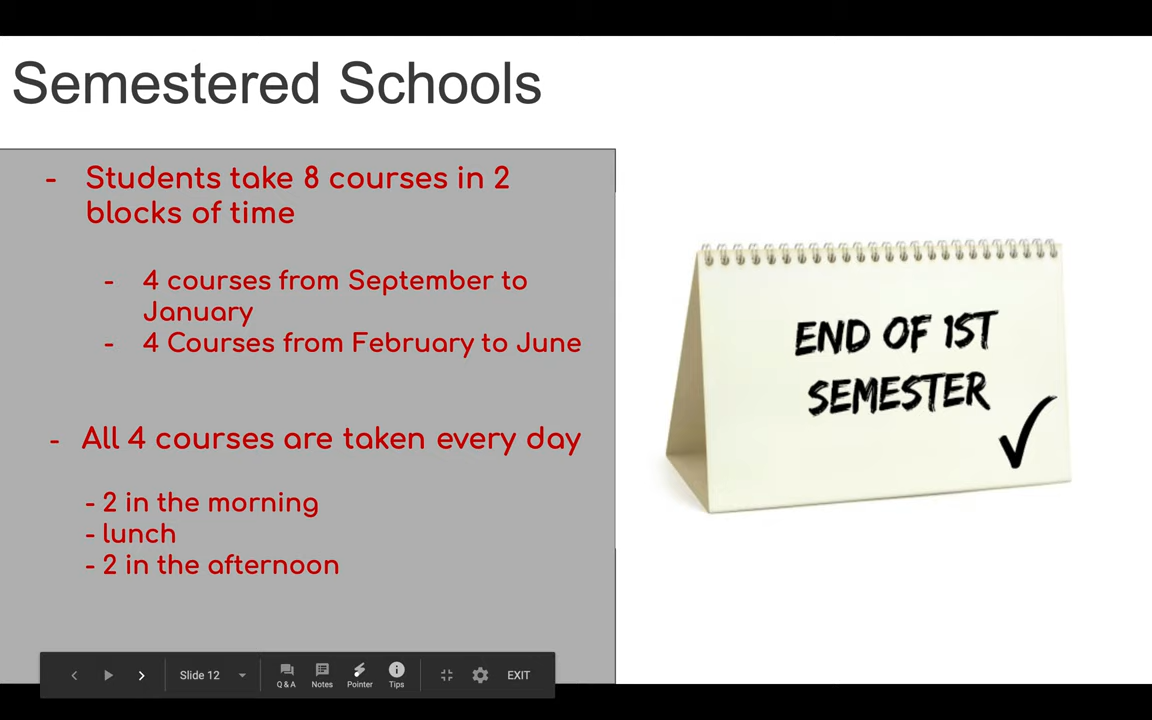 Semestered Schools
- Students take 8 courses in 2
blocks of time
- 4 courses from September to
January
- 4 Courses from February to June
- All 4 courses are taken every day
- 2 in the morning
- lunch
- 2 in the afternoon
END OF 1ST
SEMESTER
Slide 12
Q & A
Notes
Pointer
Tips
EXIT